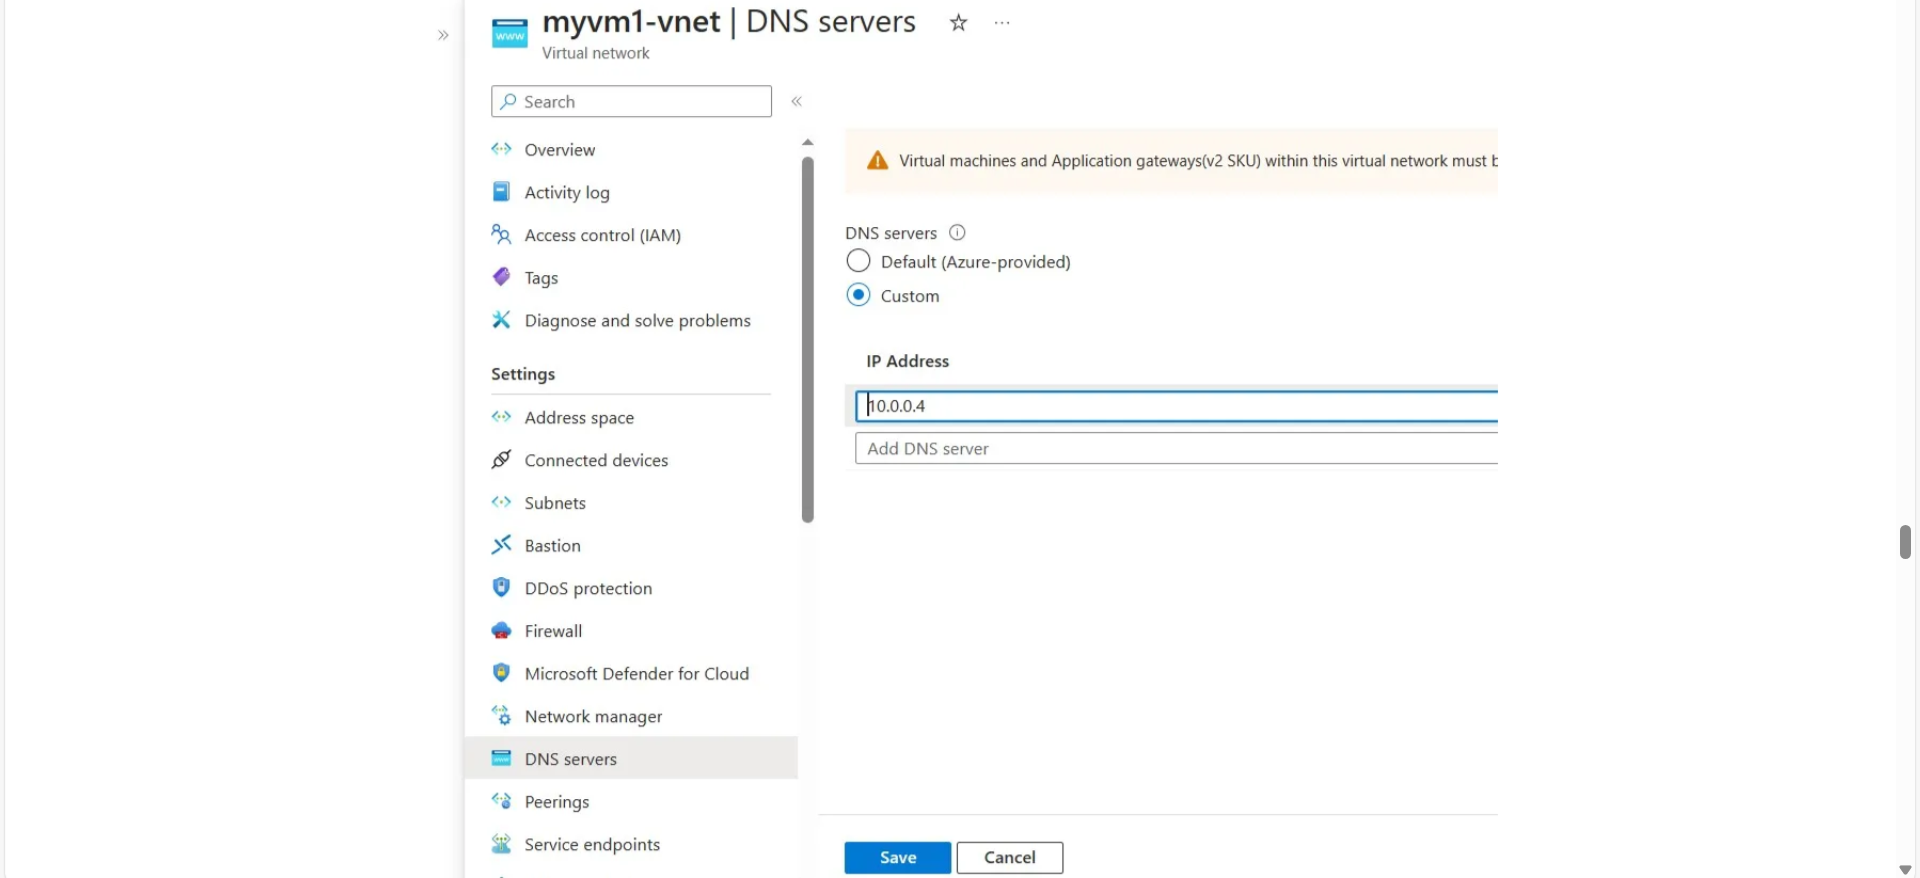 myvm1-vnet | DNS servers
Virtual network
Search
Overview
Activity log
Access control (IAM)
Tags
Diagnose and solve problems
Settings
Address space
Connected devices
Subnets
Bastion
DDoS protection
Firewall
Microsoft Defender for Cloud
Network manager
DNS servers
Peerings
Service endpoints
Virtual machines and Application gateways(v2 SKU) within this virtual network must
DNS servers
Default (Azure-provided)
Custom
IP Address
10.0.0.4
Add DNS server
Save
Cancel